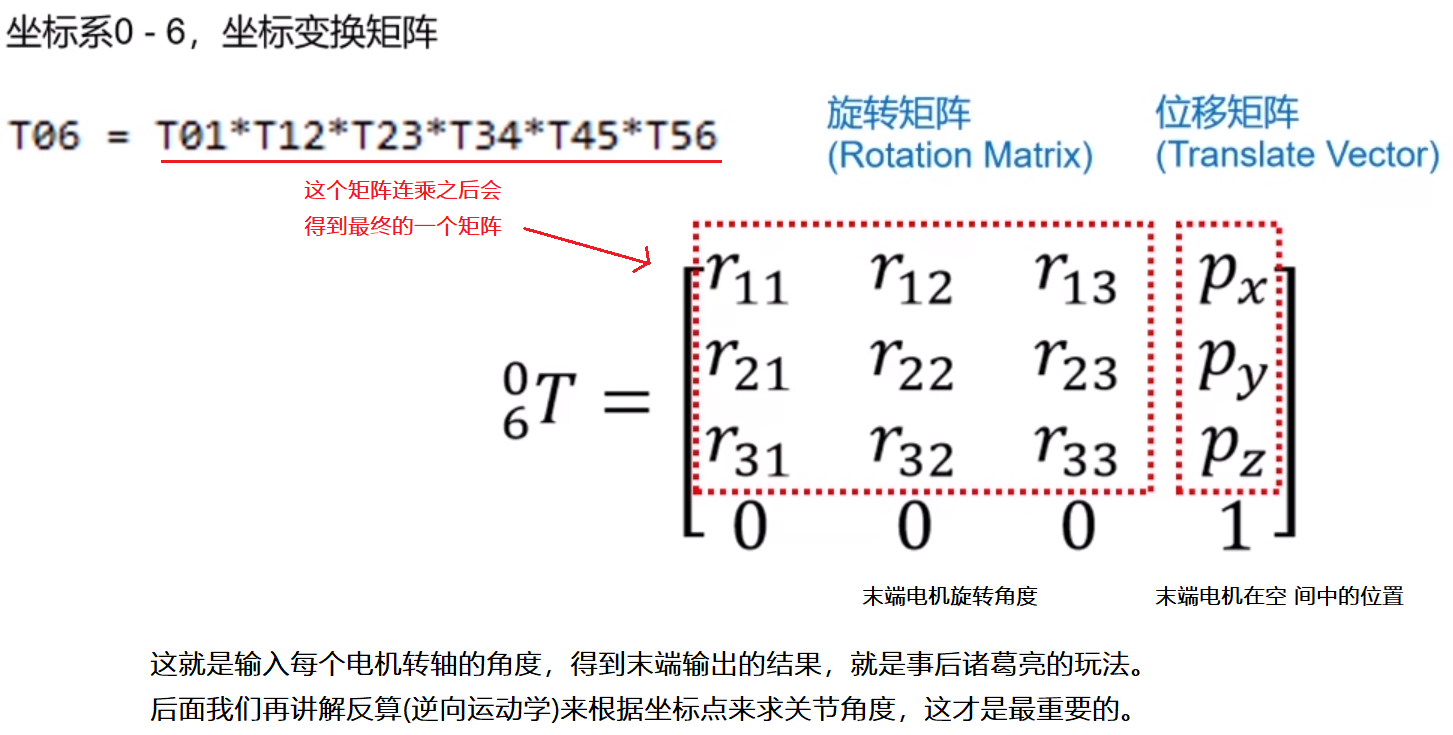 坐标系0 - 6，坐标变换矩阵
T06 = T01*T12*T23*T34*T45*T56
旋转矩阵
(Rotation Matrix)
位移矩阵
(Translate Vector)
这个矩阵连乘之后会
得到最终的一个矩阵
r11 r12 r13 px
r21 r22 r23 py
0 6 T =
r31 r32 r33 pz
0 0 0 1
末端电机旋转角度
末端电机在空 间中的位置
这就是输入每个电机转轴的角度，得到末端输出的结果，就是事后诸葛亮的玩法。
后面我们再讲解反算(逆向运动学)来根据坐标点来求关节角度，这才是最重要的。